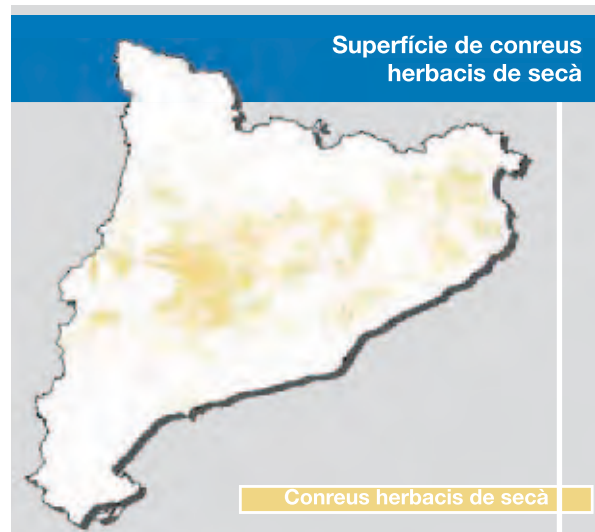 Superfície de conreus
herbacis de secà
Conreus herbacis de secà